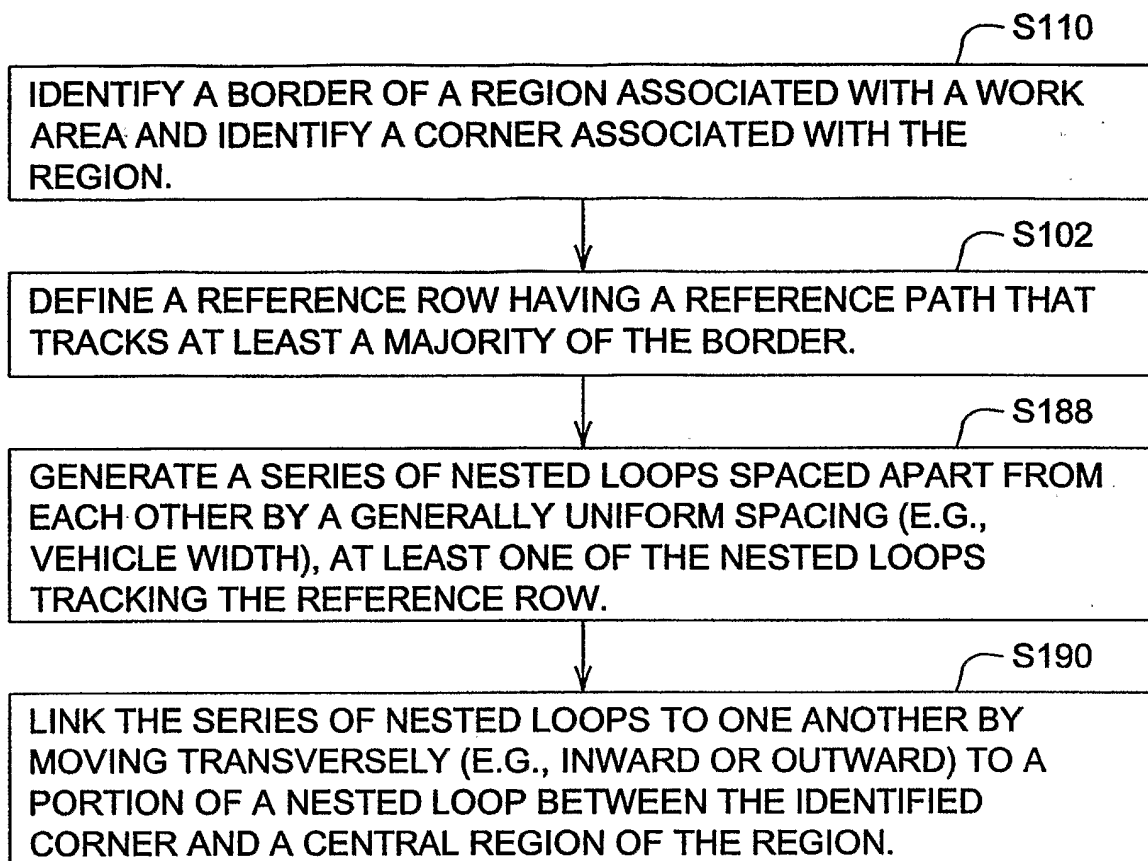 S110
IDENTIFY A BORDER OF A REGION ASSOCIATED WITH A WORK
AREA AND IDENTIFY A CORNER ASSOCIATED WITH THE
REGION.
S102
DEFINE A REFERENCE ROW HAVING A REFERENCE PATH THAT
TRACKS AT LEAST A MAJORITY OF THE BORDER.
S188
GENERATE A SERIES OF NESTED LOOPS SPACED APART FROM
EACH OTHER BY A GENERALLY UNIFORM SPACING (E.G.,
VEHICLE WIDTH), AT LEAST ONE OF THE NESTED LOOPS
TRACKING THE REFERENCE ROW.
S190
LINK THE SERIES OF NESTED LOOPS TO ONE ANOTHER BY
MOVING TRANSVERSELY (E.G., INWARD OR OUTWARD) TO A
PORTION OF A NESTED LOOP BETWEEN THE IDENTIFIED
CORNER AND A CENTRAL REGION OF THE REGION.